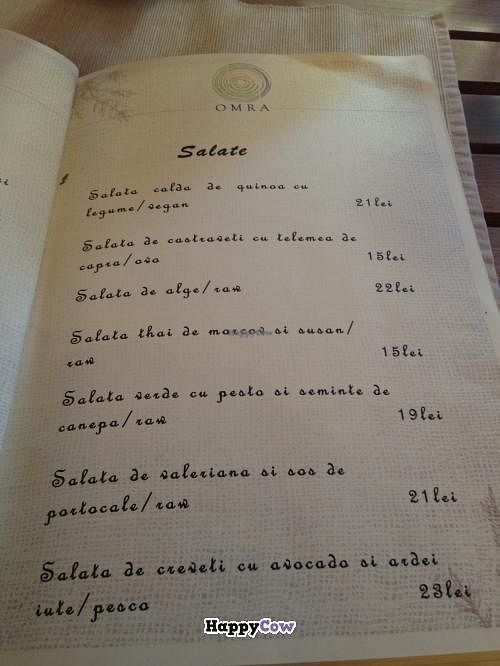 OMRA
Salate
Salata calda de quinoa cu
legume/vegan 21lei
Salata de castraveti cu telemea de
capra/ovo 15lei
Salata de alge/raw 22lei
Salata thai de morcov si susan/
raw 15lei
Salata verde cu pesto si seminte de
canepa/raw 19lei
Salata de valeriana si sos de
portocale/raw 21lei
Salata de creveti cu avocado si ardei
iute/pesco 23lei
HappyCow